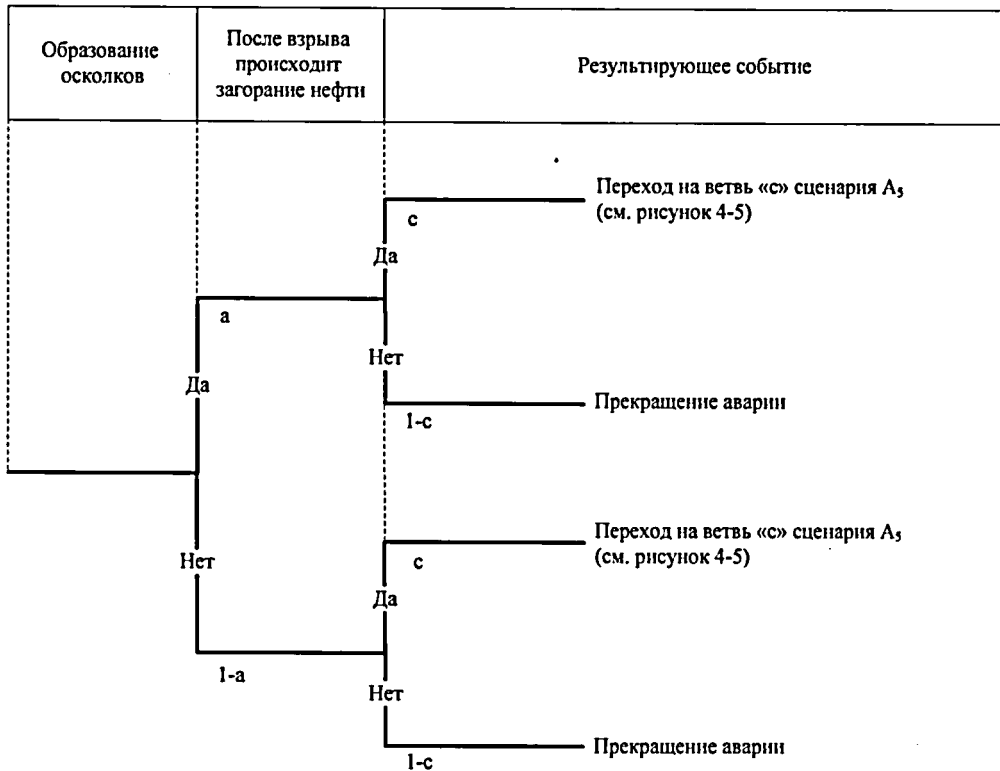 Образование
осколков
После взрыва
происходит
загорание нефти
Результирующее событие
Переход на ветвь «с» сценария А₅
(см. рисунок 4-5)
с
Да
а
Нет
Да
Прекращение аварии
1-с
Переход на ветвь «с» сценария А₅
(см. рисунок 4-5)
с
Нет
Да
1-а
Нет
Прекращение аварии
1-с